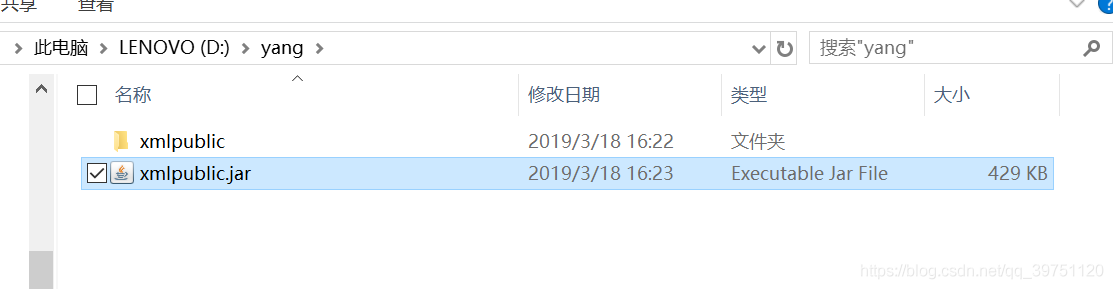 共享 查看
此电脑 LENOVO (D:) yang 搜索"yang"
名称 修改日期 类型 大小
xmlpublic 2019/3/18 16:22 文件夹
xmlpublic.jar 2019/3/18 16:23 Executable Jar File 429 KB
https://blog.csdn.net/qq_39751120